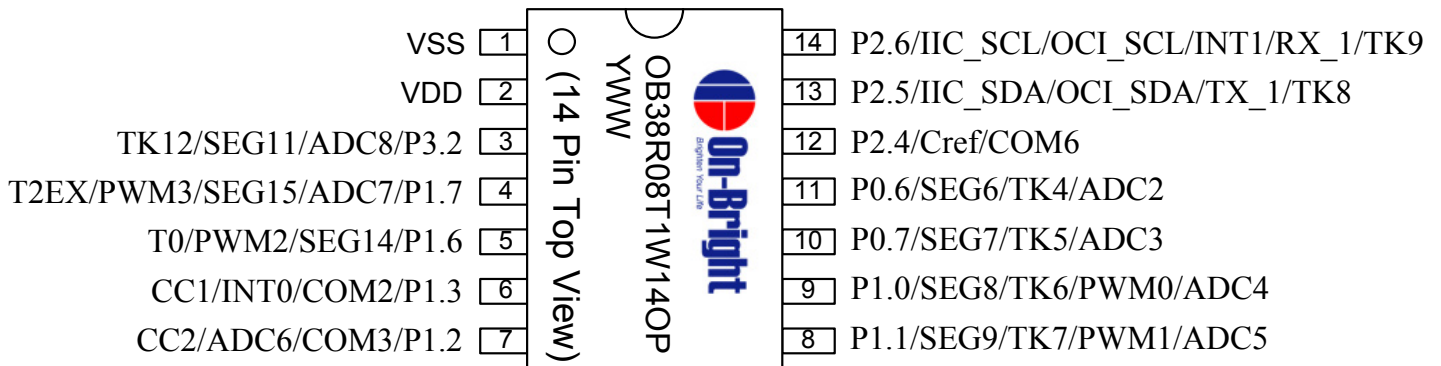 VSS 1
VDD 2
TK12/SEG11/ADC8/P3.2 3
T2EX/PWM3/SEG15/ADC7/P1.7 4
T0/PWM2/SEG14/P1.6 5
CC1/INT0/COM2/P1.3 6
CC2/ADC6/COM3/P1.2 7
(14 Pin Top View)
YWW
OB38R08T1W14OP
On-Bright
Brighten Your Life
14 P2.6/IIC_SCL/OCI_SCL/INT1/RX_1/TK9
13 P2.5/IIC_SDA/OCI_SDA/TX_1/TK8
12 P2.4/Cref/COM6
11 P0.6/SEG6/TK4/ADC2
10 P0.7/SEG7/TK5/ADC3
9 P1.0/SEG8/TK6/PWM0/ADC4
8 P1.1/SEG9/TK7/PWM1/ADC5